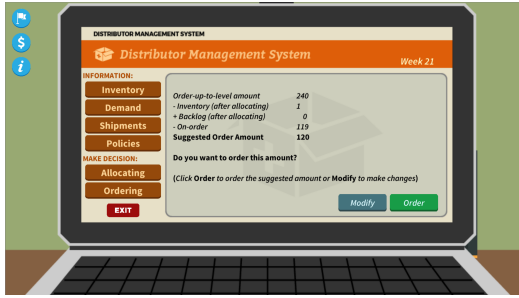 DISTRIBUTOR MANAGEMENT SYSTEM
Distributor Management System
Week 21
INFORMATION:
Inventory
Demand
Shipments
Policies
MAKE DECISION:
Allocating
Ordering
EXIT
Order-up-to-level amount 240
- Inventory (after allocating) 1
+ Backlog (after allocating) 0
- On-order 119
Suggested Order Amount 120
Do you want to order this amount?
(Click Order to order the suggested amount or Modify to make changes)
Modify
Order
$
i